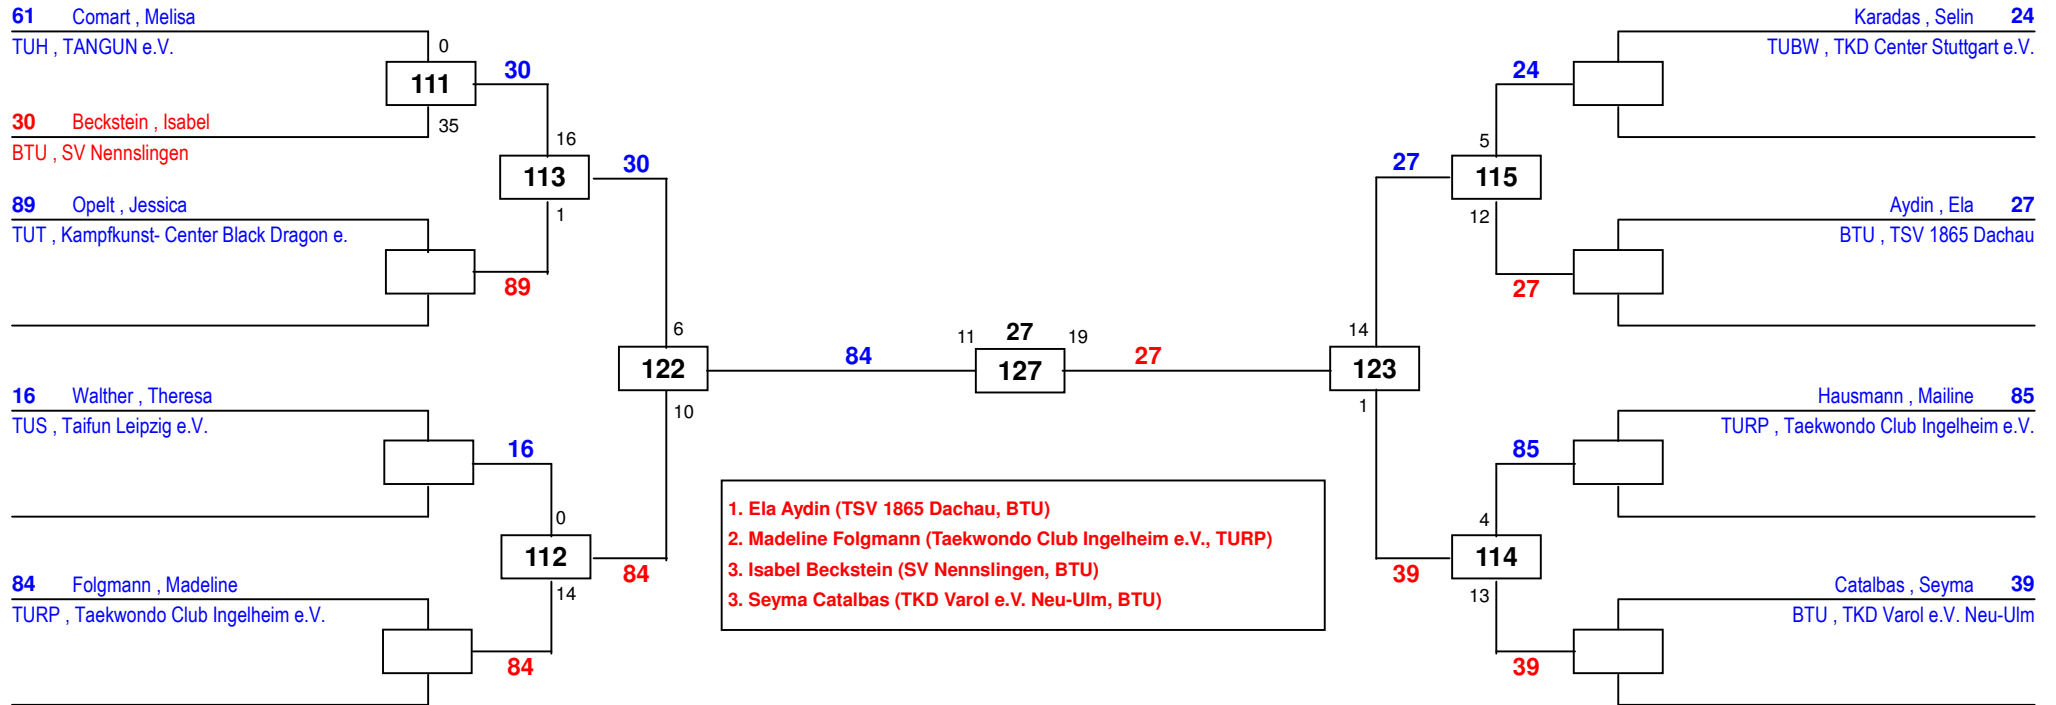 61 Comart , Melisa
TUH , TANGUN e.V.
0
111
30
35
30 Beckstein , Isabel
BTU , SV Nennslingen
16
113
30
1
89 Opelt , Jessica
TUT , Kampfkunst- Center Black Dragon e.
89
6
122
84
10
16 Walther , Theresa
TUS , Taifun Leipzig e.V.
16
0
112
84
14
84 Folgmann , Madeline
TURP , Taekwondo Club Ingelheim e.V.
84
11 27 19
127
27
1. Ela Aydin (TSV 1865 Dachau, BTU)
2. Madeline Folgmann (Taekwondo Club Ingelheim e.V., TURP)
3. Isabel Beckstein (SV Nennslingen, BTU)
3. Seyma Catalbas (TKD Varol e.V. Neu-Ulm, BTU)
Karadas , Selin 24
TUBW , TKD Center Stuttgart e.V.
24
5
27
115
12
Aydin , Ela 27
BTU , TSV 1865 Dachau
27
14
123
1
Hausmann , Mailine 85
TURP , Taekwondo Club Ingelheim e.V.
85
4
114
39
13
Catalbas , Seyma 39
BTU , TKD Varol e.V. Neu-Ulm
39